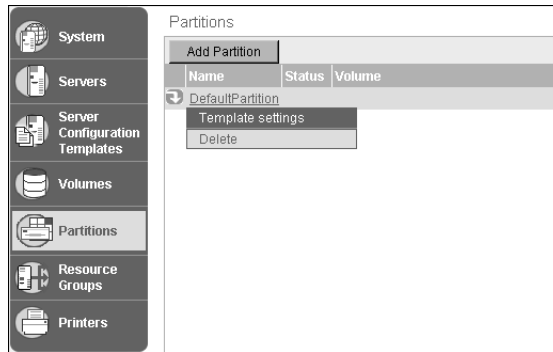 System
Servers
Server
Configuration
Templates
Volumes
Partitions
Resource
Groups
Printers
Partitions
Add Partition
Name Status Volume
DefaultPartition
Template settings
Delete